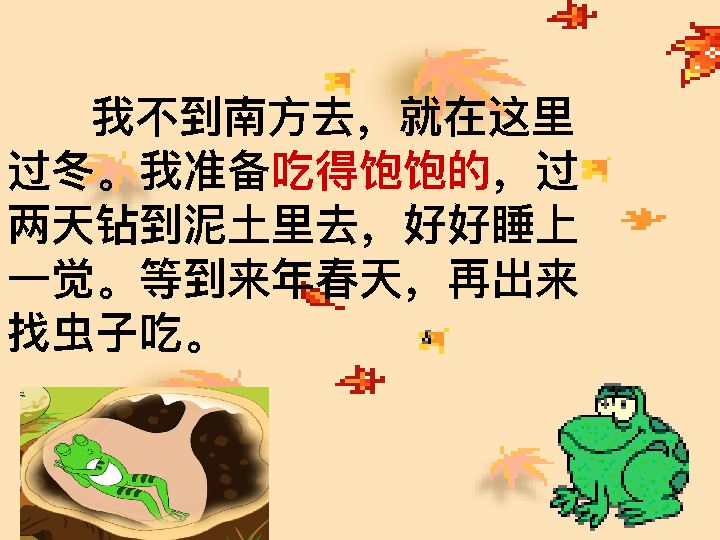 我不到南方去，就在这里
过冬。我准备吃得饱饱的，过
两天钻到泥土里去，好好睡上
一觉。等到来年春天，再出来
找虫子吃。